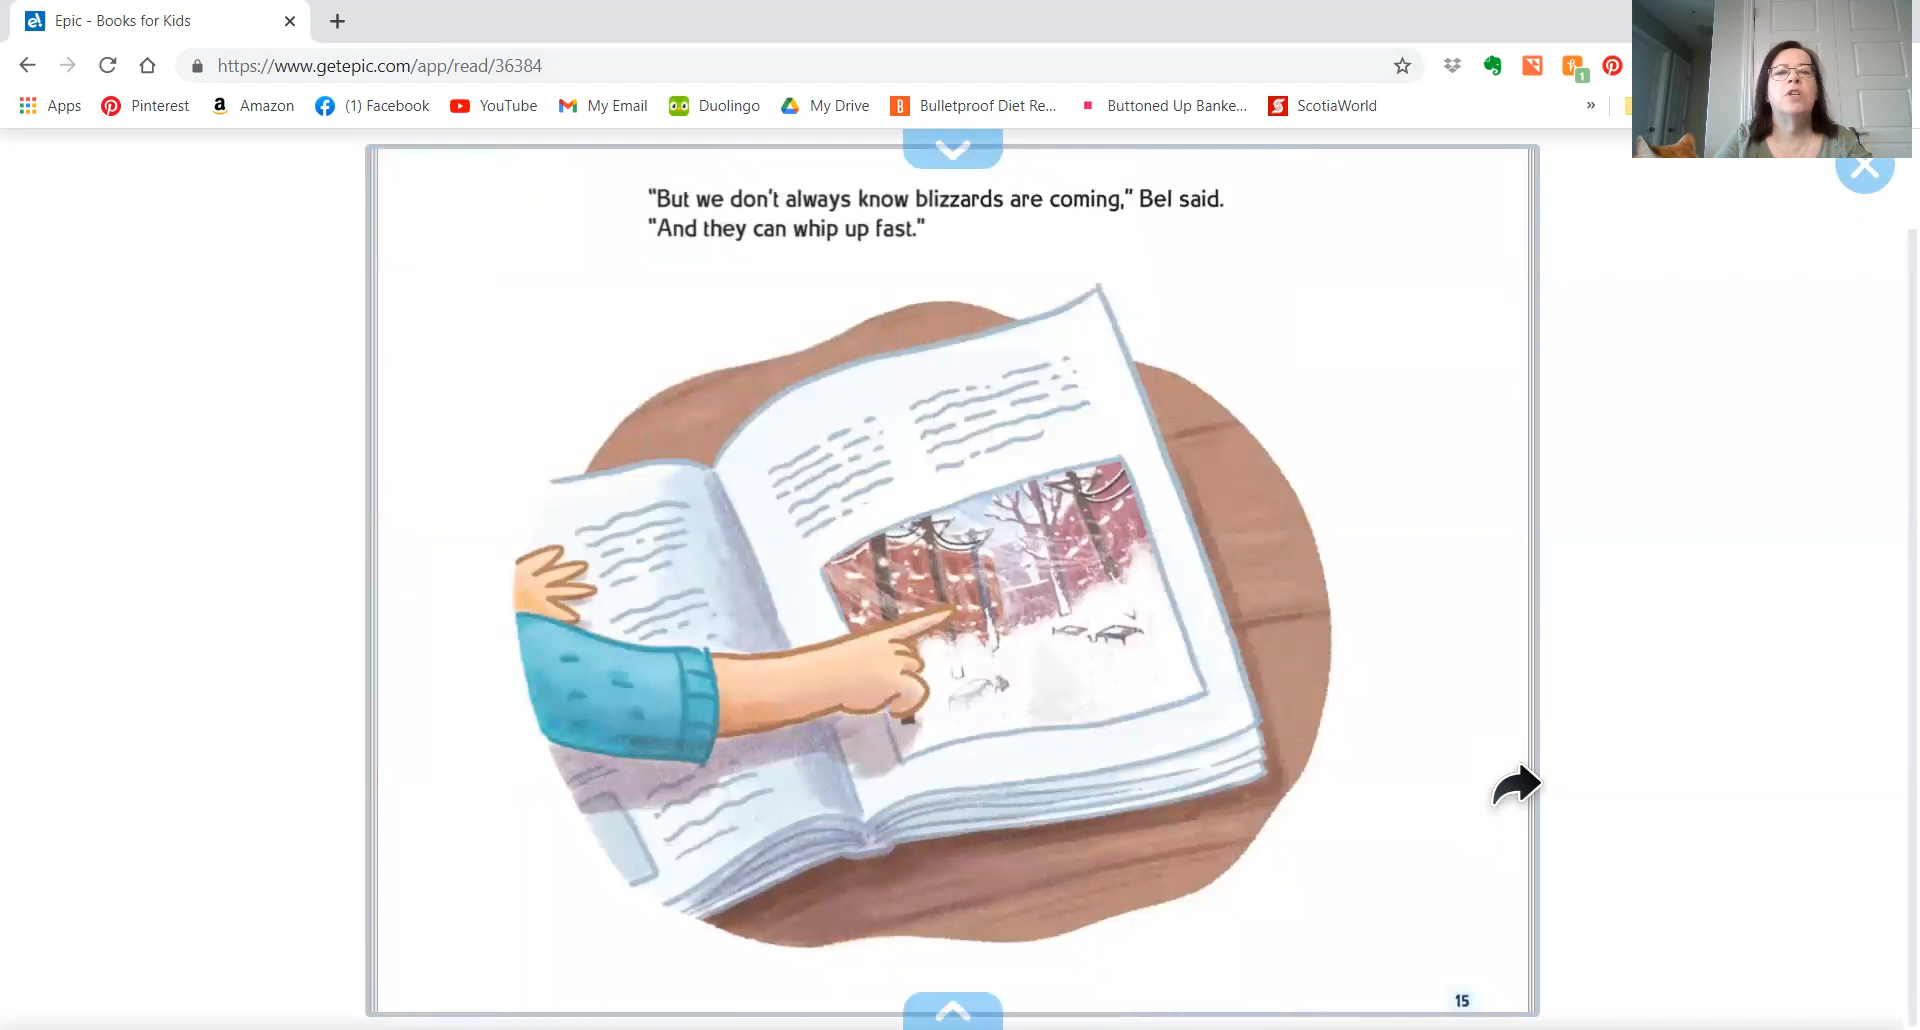 Epic - Books for Kids
https://www.getepic.com/app/read/36384
1
Apps Pinterest Amazon (1) Facebook YouTube My Email Duolingo My Drive Bulletproof Diet Re... Buttoned Up Banke... ScotiaWorld »
"But we don't always know blizzards are coming," Bel said.
"And they can whip up fast."
15